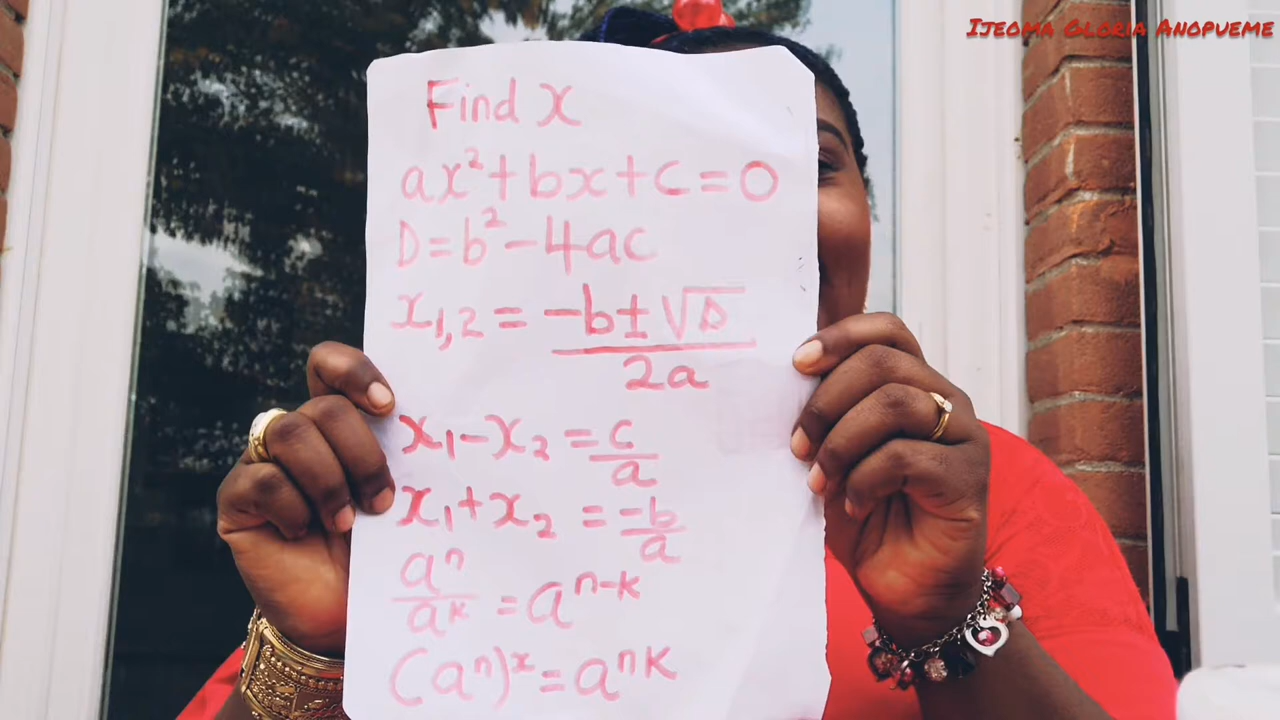 Ijeoma Gloria Anopueme
Find x
ax²+bx+c=0
D=b²-4ac
x₁,₂ = (-b±√D)/2a
x₁-x₂ = c/a
x₁+x₂ = -b/a
aⁿ/aᵏ = aⁿ⁻ᵏ
(aⁿ)ˣ = aⁿᴷ